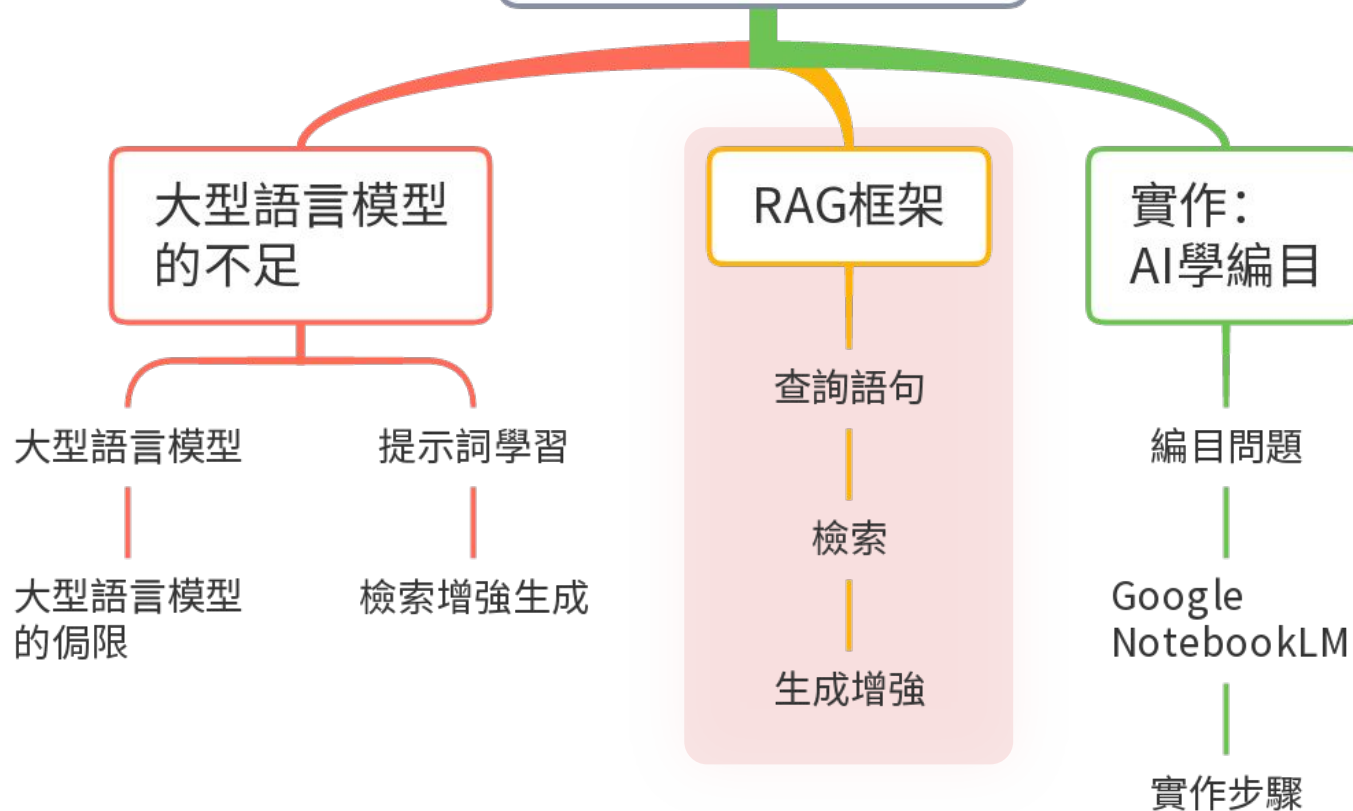 大型語言模型
的不足
大型語言模型
大型語言模型
的侷限
提示詞學習
檢索增強生成
RAG框架
查詢語句
檢索
生成增強
實作：
AI學編目
編目問題
Google
NotebookLM
實作步驟